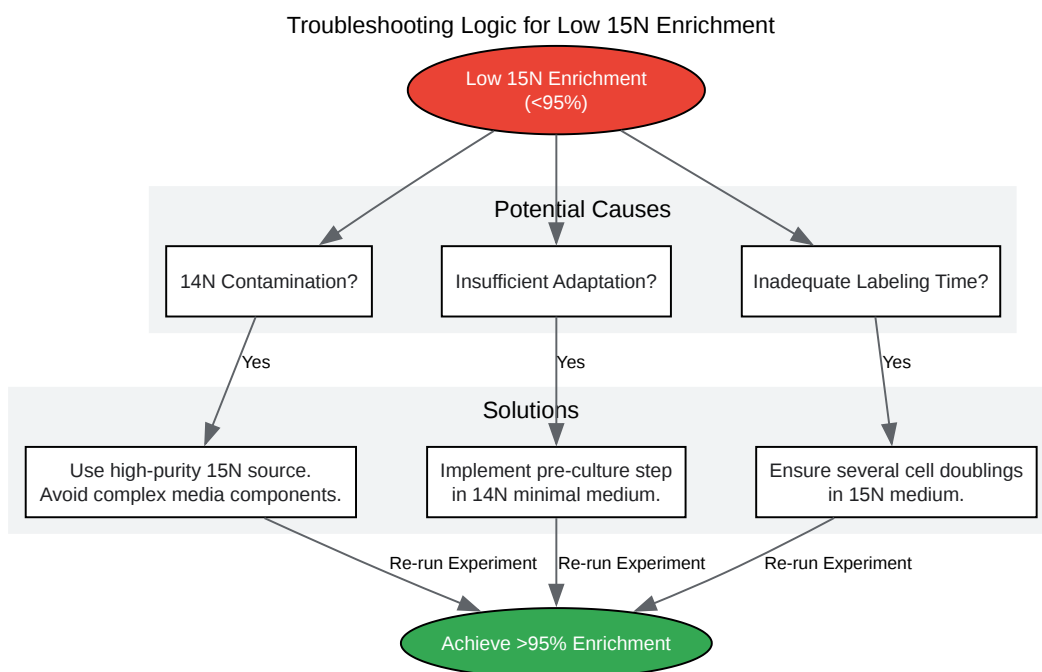 Troubleshooting Logic for Low 15N Enrichment
Low 15N Enrichment
(<95%)
Potential Causes
14N Contamination?
Insufficient Adaptation?
Inadequate Labeling Time?
Yes
Yes
Yes
Solutions
Use high-purity 15N source.
Avoid complex media components.
Implement pre-culture step
in 14N minimal medium.
Ensure several cell doublings
in 15N medium.
Re-run Experiment
Re-run Experiment
Re-run Experiment
Achieve >95% Enrichment